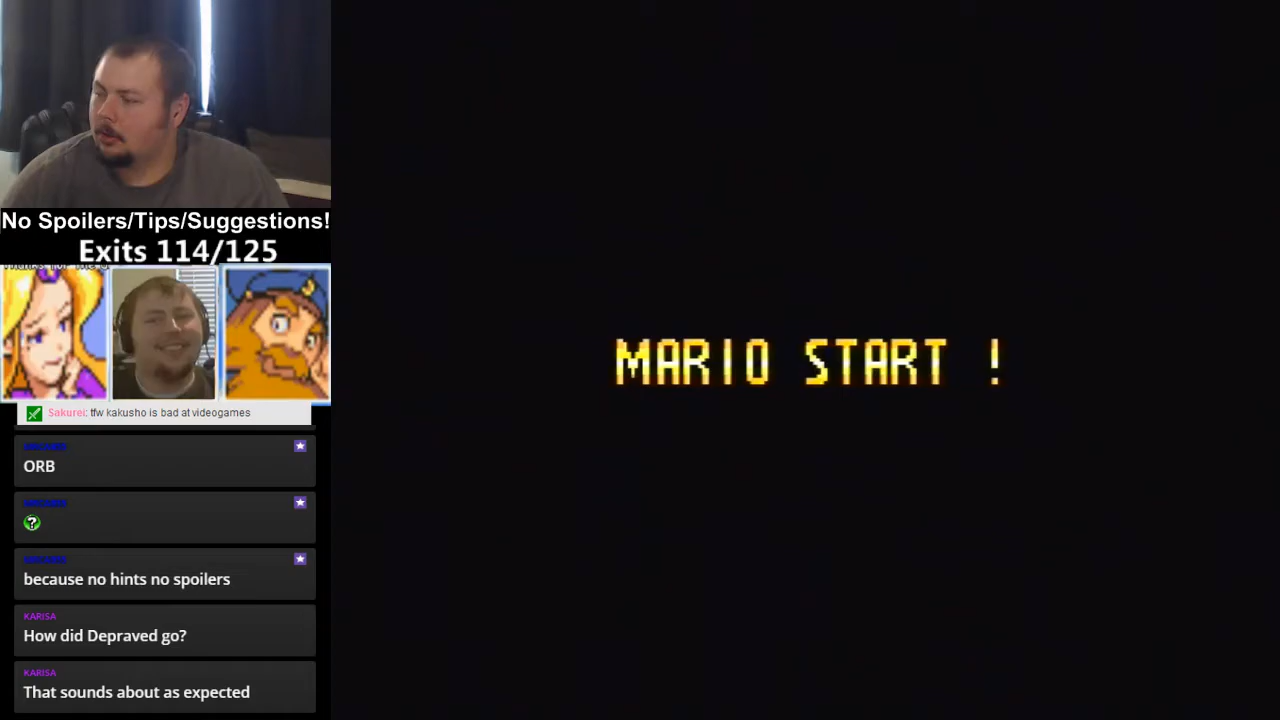 No Spoilers/Tips/Suggestions!
Exits 114/125
MARIO START !
Sakurei: tfw kakusho is bad at videogames
ORB
?
because no hints no spoilers
KARISA
How did Depraved go?
KARISA
That sounds about as expected